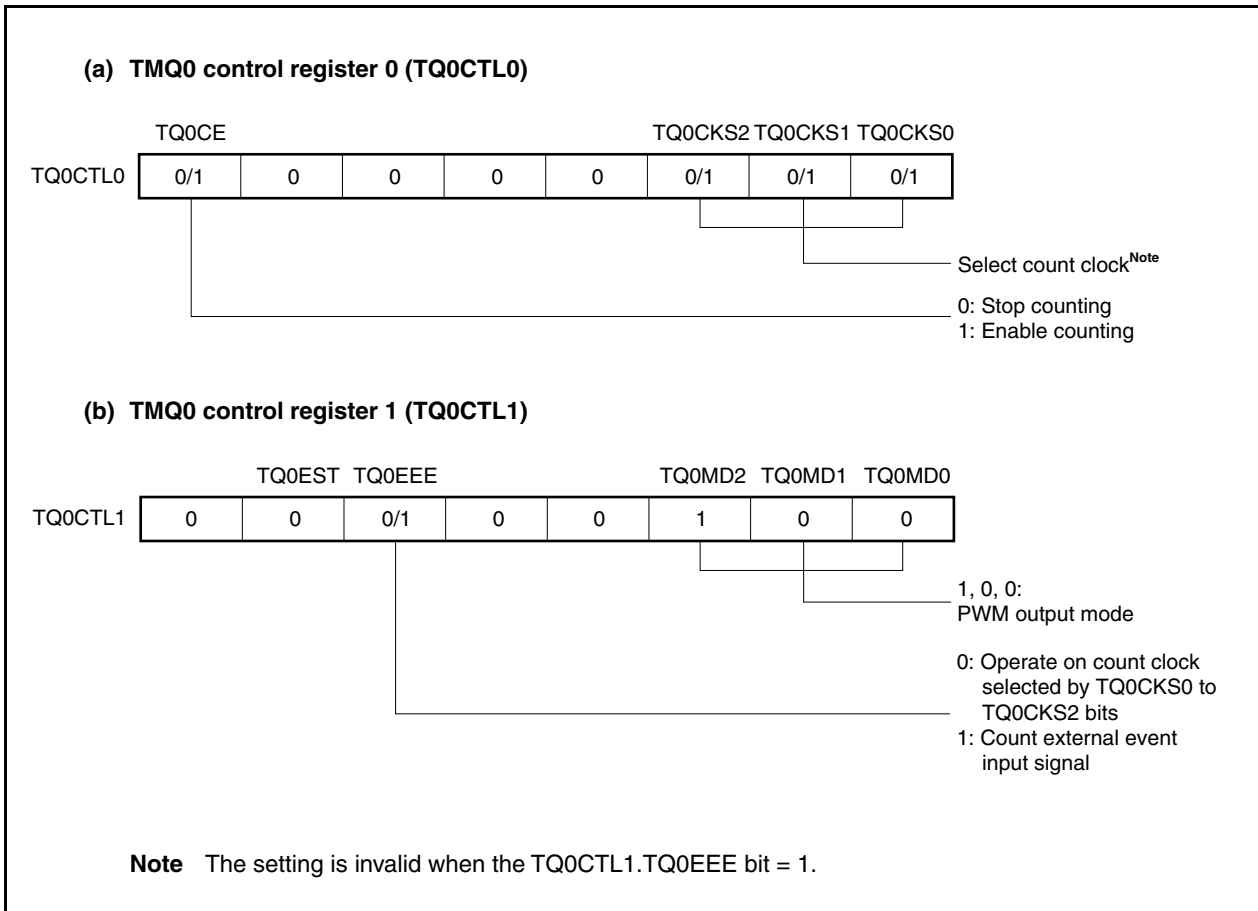 (a) TMQ0 control register 0 (TQ0CTL0)
TQ0CE TQ0CKS2 TQ0CKS1 TQ0CKS0
TQ0CTL0 0/1 0 0 0 0 0/1 0/1 0/1
Select count clockNote
0: Stop counting
1: Enable counting
(b) TMQ0 control register 1 (TQ0CTL1)
TQ0EST TQ0EEE TQ0MD2 TQ0MD1 TQ0MD0
TQ0CTL1 0 0 0/1 0 0 1 0 0
1, 0, 0:
PWM output mode
0: Operate on count clock
selected by TQ0CKS0 to
TQ0CKS2 bits
1: Count external event
input signal
Note The setting is invalid when the TQ0CTL1.TQ0EEE bit = 1.